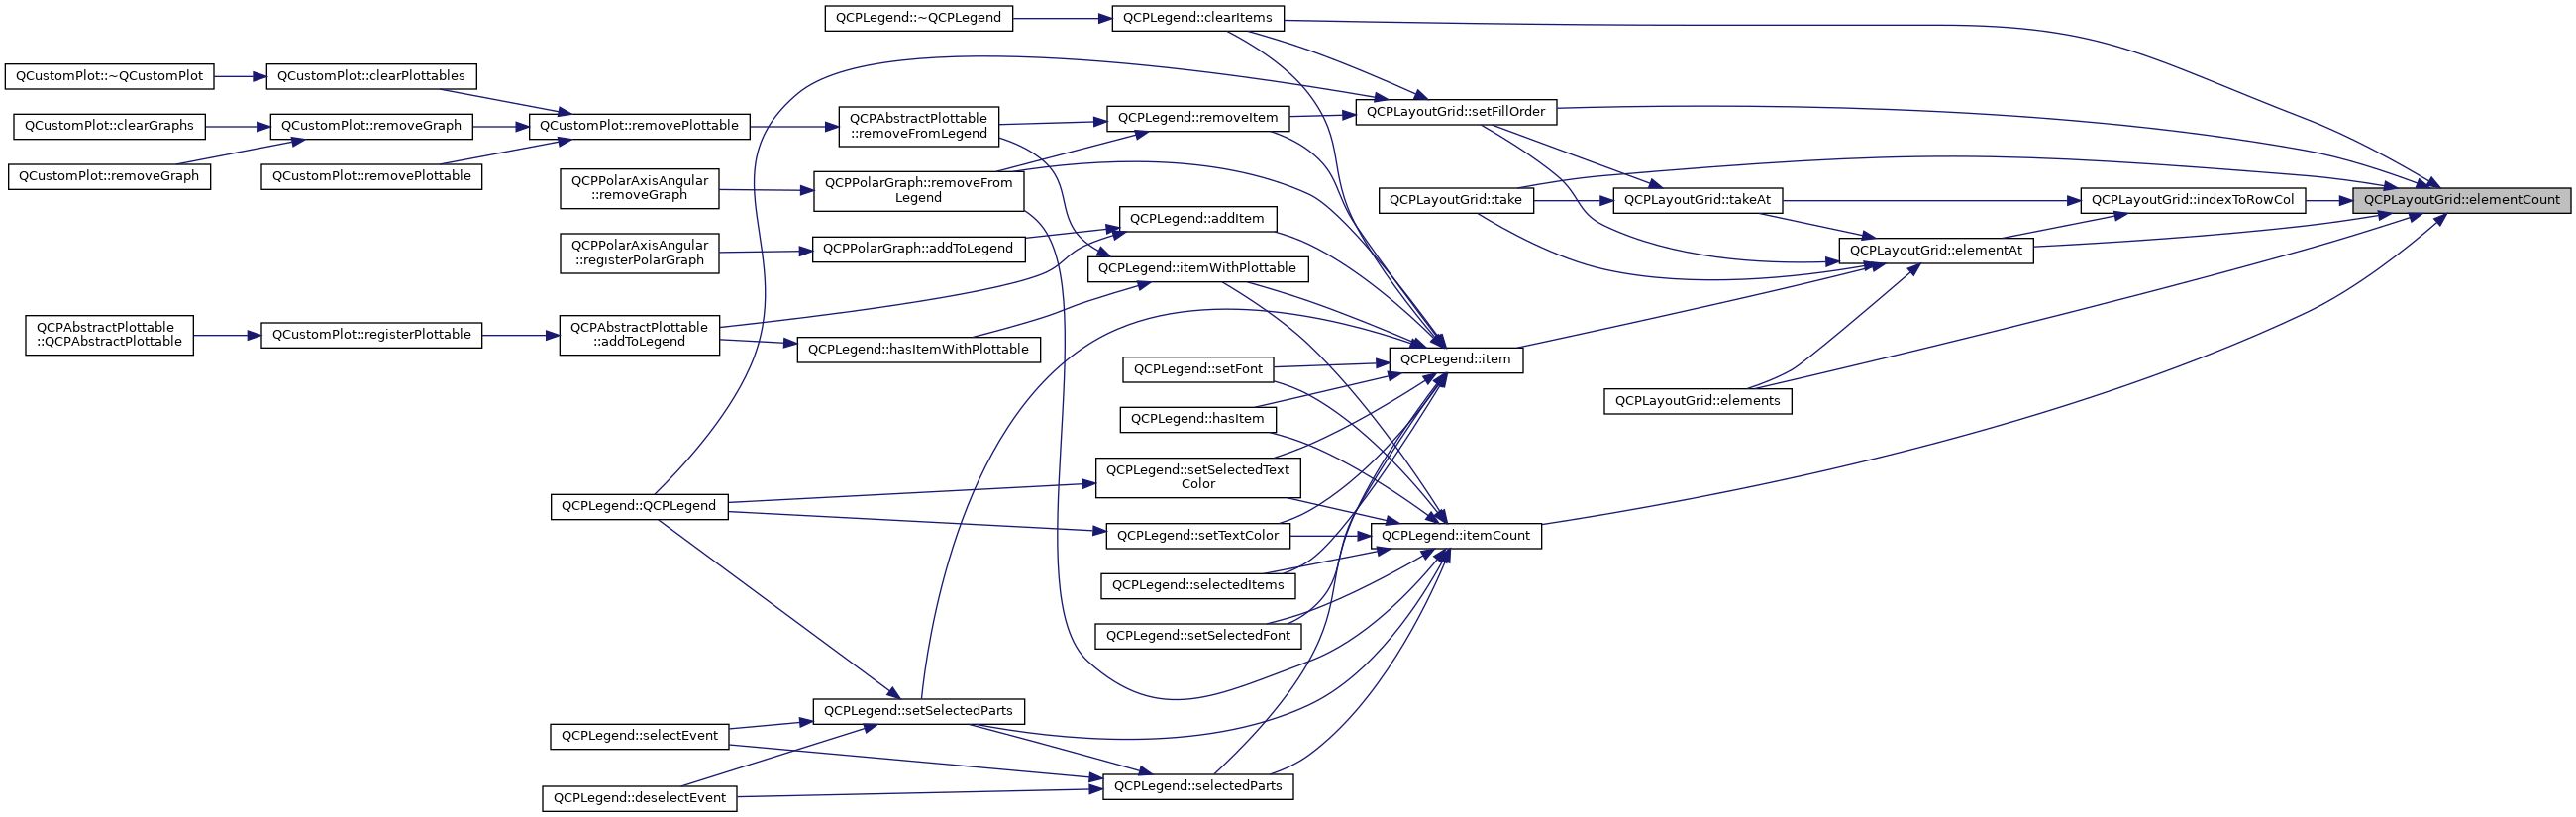 QCPLegend::~QCPLegend
QCPLegend::clearItems
QCustomPlot::~QCustomPlot
QCustomPlot::clearPlottables
QCustomPlot::clearGraphs
QCustomPlot::removeGraph
QCustomPlot::removePlottable
QCPAbstractPlottable
::removeFromLegend
QCPLegend::removeItem
QCPLayoutGrid::setFillOrder
QCustomPlot::removeGraph
QCustomPlot::removePlottable
QCPPolarAxisAngular
::removeGraph
QCPPolarGraph::removeFrom
Legend
QCPLayoutGrid::take
QCPLayoutGrid::takeAt
QCPLayoutGrid::indexToRowCol
QCPLayoutGrid::elementCount
QCPLegend::addItem
QCPPolarAxisAngular
::registerPolarGraph
QCPPolarGraph::addToLegend
QCPLayoutGrid::elementAt
QCPLegend::itemWithPlottable
QCPAbstractPlottable
::QCPAbstractPlottable
QCustomPlot::registerPlottable
QCPAbstractPlottable
::addToLegend
QCPLegend::hasItemWithPlottable
QCPLegend::item
QCPLegend::setFont
QCPLayoutGrid::elements
QCPLegend::hasItem
QCPLegend::setSelectedText
Color
QCPLegend::QCPLegend
QCPLegend::setTextColor
QCPLegend::itemCount
QCPLegend::selectedItems
QCPLegend::setSelectedFont
QCPLegend::setSelectedParts
QCPLegend::selectEvent
QCPLegend::selectedParts
QCPLegend::deselectEvent